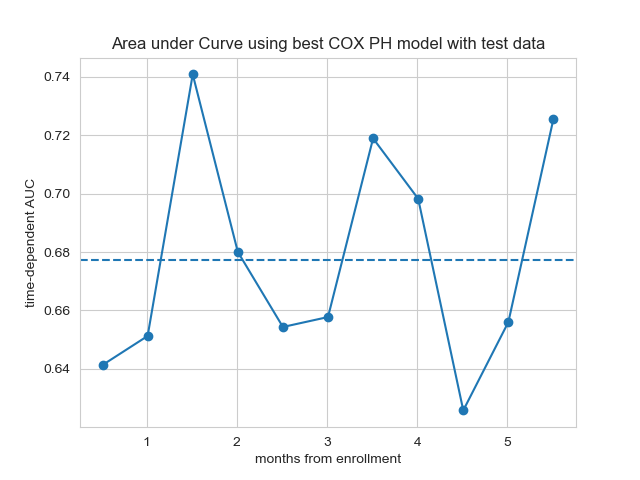 Area under Curve using best COX PH model with test data
time-dependent AUC
0.74
0.72
0.70
0.68
0.66
0.64
1 2 3 4 5
months from enrollment